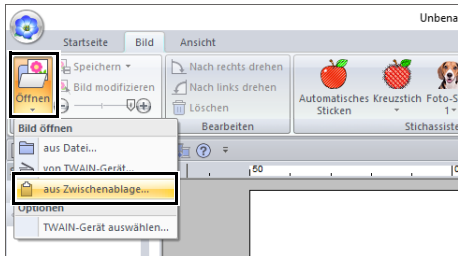 Unbena
Startseite Bild Ansicht
Öffnen
Speichern
Bild modifizieren
Nach rechts drehen
Nach links drehen
Löschen
Automatisches Sticken
Kreuzstich
Foto-S
1
Bearbeiten
Stichassiste
Bild öffnen
aus Datei...
von TWAIN-Gerät...
aus Zwischenablage...
Optionen
TWAIN-Gerät auswählen...
50